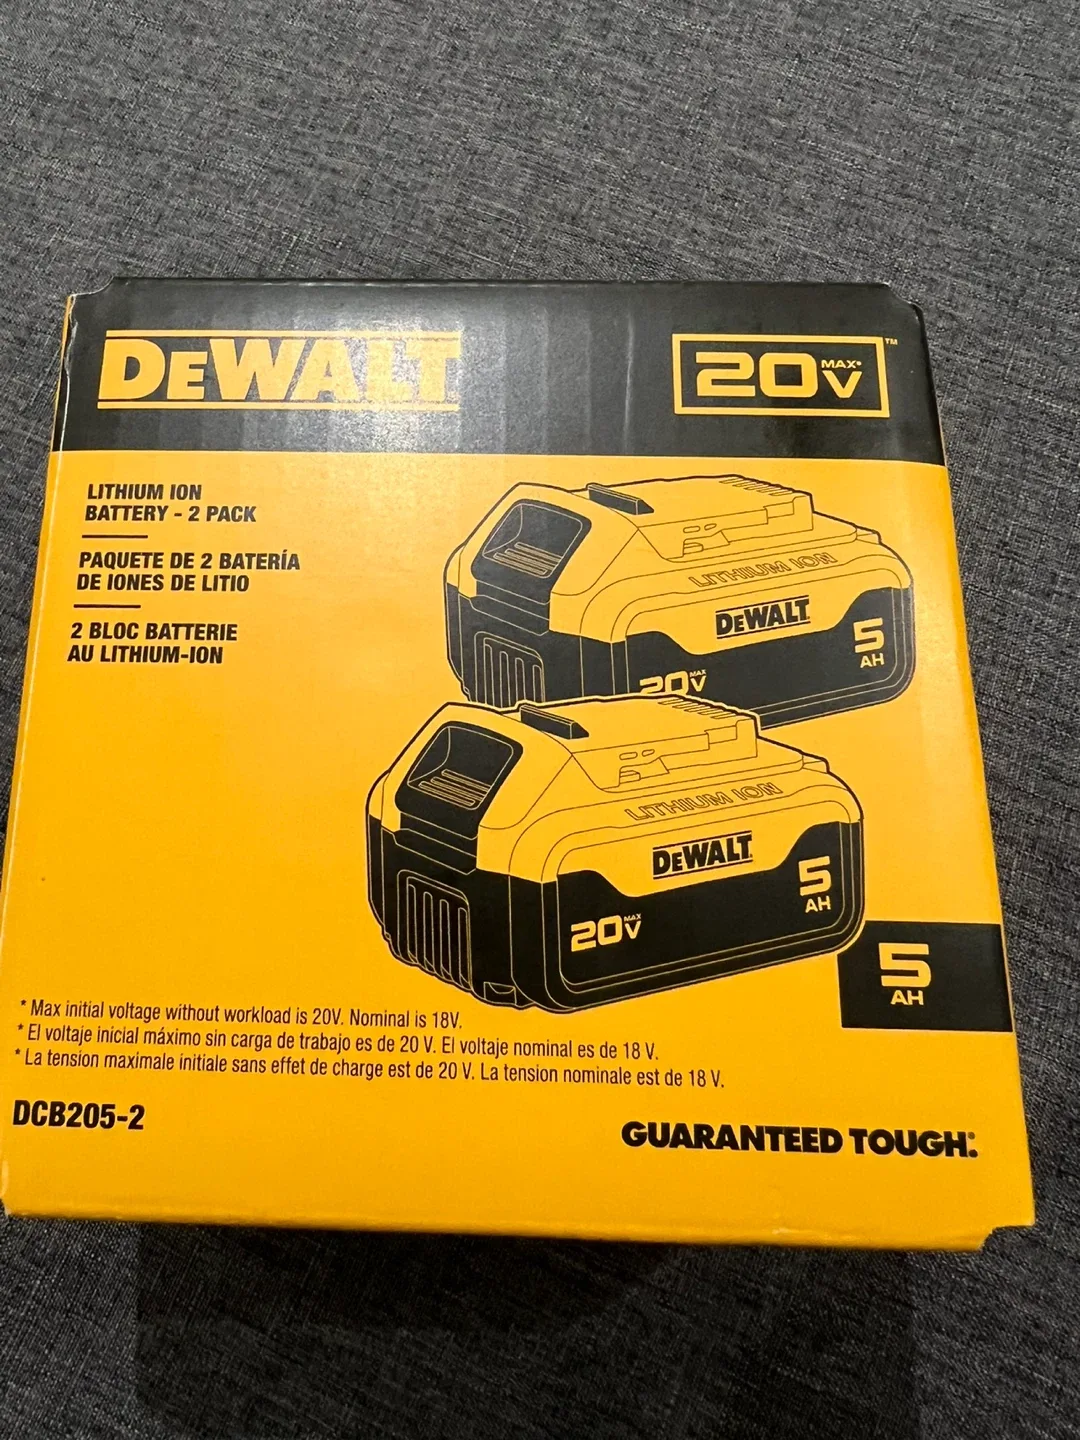 DEWALT
20V MAX* ™
LITHIUM ION
BATTERY - 2 PACK
PAQUETE DE 2 BATERÍA
DE IONES DE LITIO
2 BLOC BATTERIE
AU LITHIUM-ION
LITHIUM ION
DEWALT
5
AH
20V MAX
LITHIUM ION
DEWALT
5
AH
20V MAX
5
AH
* Max initial voltage without workload is 20V. Nominal is 18V.
* El voltaje inicial máximo sin carga de trabajo es de 20 V. El voltaje nominal es de 18 V.
* La tension maximale initiale sans effet de charge est de 20 V. La tension nominale est de 18 V.
DCB205-2
GUARANTEED TOUGH.